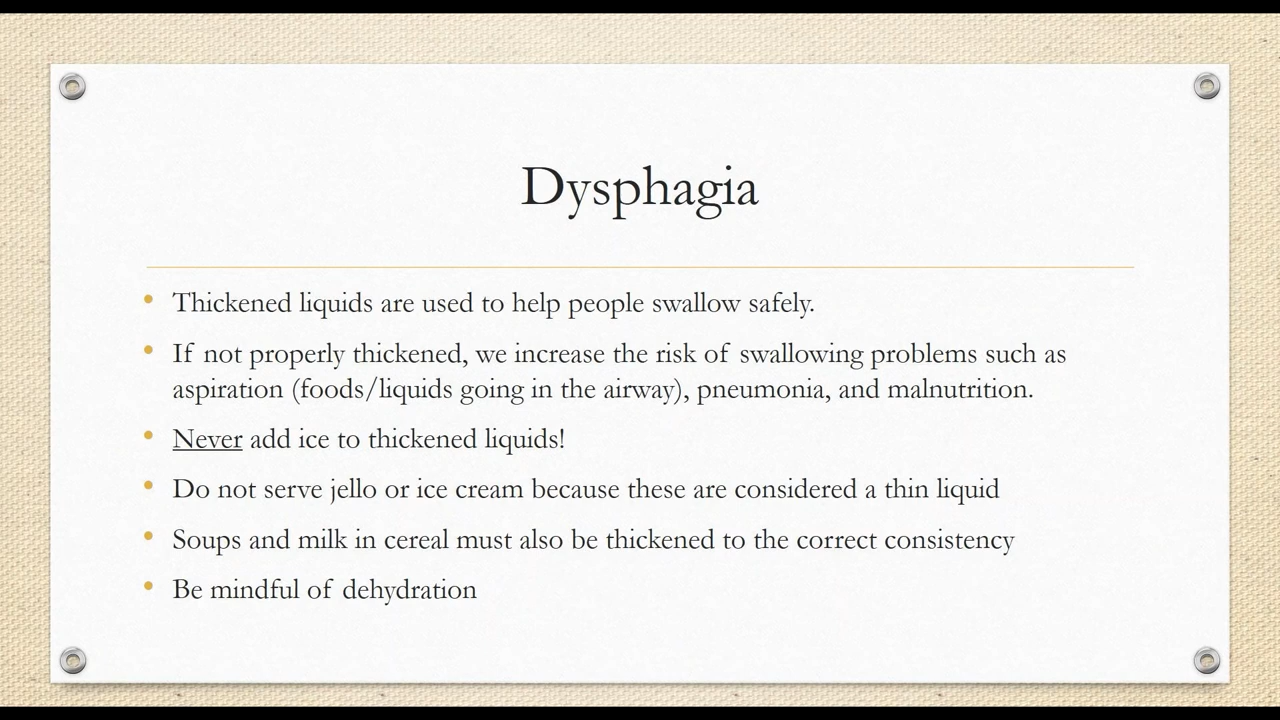 Dysphagia
Thickened liquids are used to help people swallow safely.
If not properly thickened, we increase the risk of swallowing problems such as
aspiration (foods/liquids going in the airway), pneumonia, and malnutrition.
Never add ice to thickened liquids!
Do not serve jello or ice cream because these are considered a thin liquid
Soups and milk in cereal must also be thickened to the correct consistency
Be mindful of dehydration